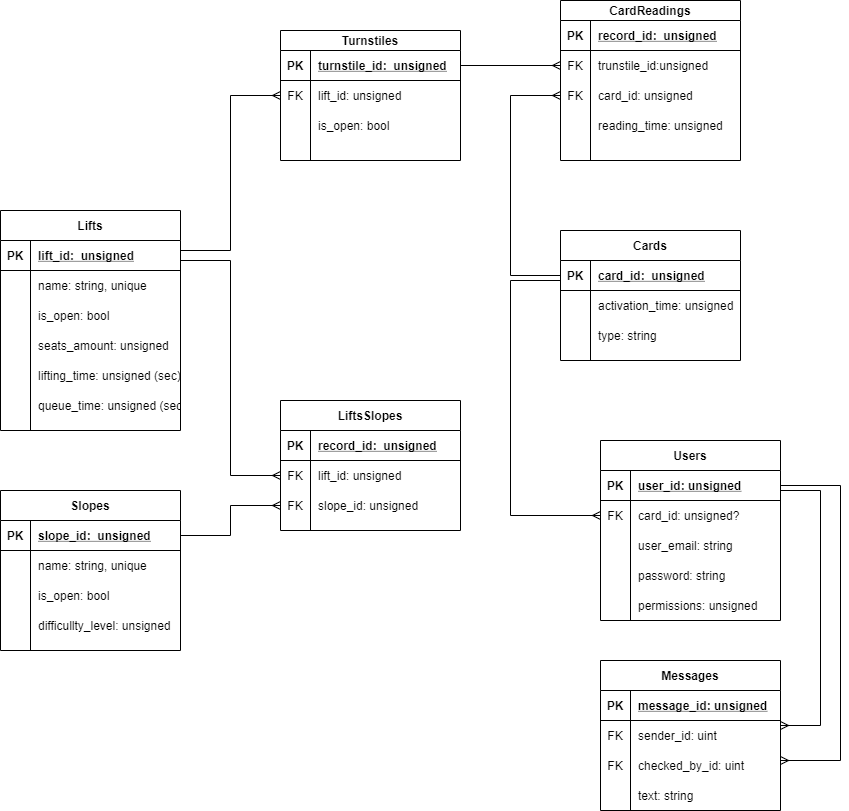 CardReadings
PK record_id: unsigned
FK trunstile_id:unsigned
FK card_id: unsigned
reading_time: unsigned
Turnstiles
PK turnstile_id: unsigned
FK lift_id: unsigned
is_open: bool
Lifts
PK lift_id: unsigned
name: string, unique
is_open: bool
seats_amount: unsigned
lifting_time: unsigned (sec)
queue_time: unsigned (sec
Cards
PK card_id: unsigned
activation_time: unsigned
type: string
LiftsSlopes
PK record_id: unsigned
FK lift_id: unsigned
FK slope_id: unsigned
Slopes
PK slope_id: unsigned
name: string, unique
is_open: bool
difficullty_level: unsigned
Users
PK user_id: unsigned
FK card_id: unsigned?
user_email: string
password: string
permissions: unsigned
Messages
PK message_id: unsigned
FK sender_id: uint
FK checked_by_id: uint
text: string